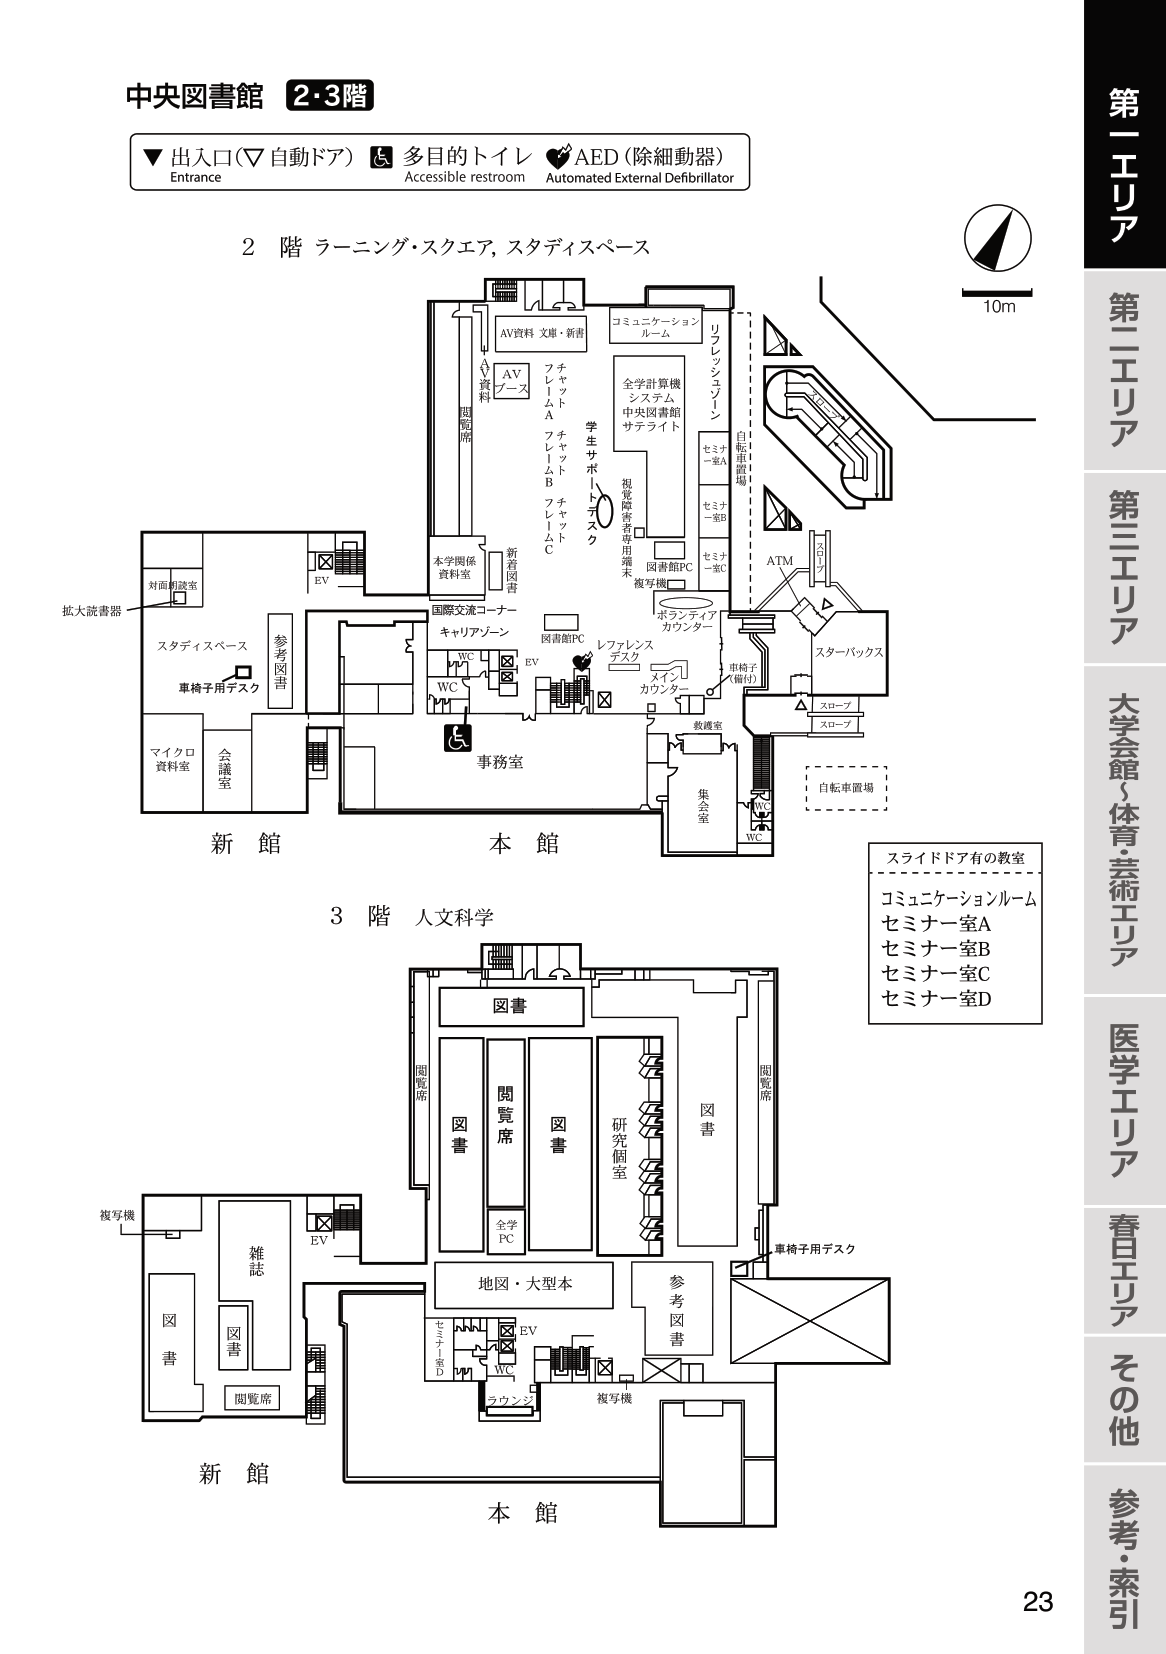 中央図書館 2・3階
▼ 出入口(▽ 自動ドア)
Entrance
多目的トイレ
Accessible restroom
AED(除細動器)
Automated External Defibrillator
10m
2 階 ラーニング・スクエア, スタディスペース
AV資料 文庫・新書
コミュニケーション
ルーム
リフレッシュゾーン
AV資料
AV
ブース
閲覧席
チャット
フレームA
チャット
フレームB
チャット
フレームC
学生サポートデスク
全学計算機
システム
中央図書館
サテライト
セミナ
ー室A
セミナ
ー室B
セミナ
ー室C
自転車置場
スロープ
視覚障害者専用端末
図書館PC
複写機
本学関係
資料室
新着図書
国際交流コーナー
キャリアゾーン
図書館PC
ボランティア
カウンター
ATM
スロープ
スターバックス
スロープ
スロープ
車椅子
(備付)
レファレンス
デスク
メイン
カウンター
WC
WC
EV
EV
対面朗読室
拡大読書器
スタディスペース
車椅子用デスク
参考図書
マイクロ
資料室
会議室
事務室
救護室
集会室
WC
WC
自転車置場
新 館
本 館
スライドドア有の教室
コミュニケーションルーム
セミナー室A
セミナー室B
セミナー室C
セミナー室D
3 階 人文科学
図書
閲覧席
図書
閲覧席
図書
研究個室
図書
閲覧席
全学
PC
車椅子用デスク
地図・大型本
参考図書
セミナー室D
EV
WC
ラウンジ
複写機
複写機
EV
雑誌
図書
図書
閲覧席
新 館
本 館
第一エリア
第二エリア
第三エリア
大学会館〜体育・芸術エリア
医学エリア
春日エリア
その他
参考・索引
23